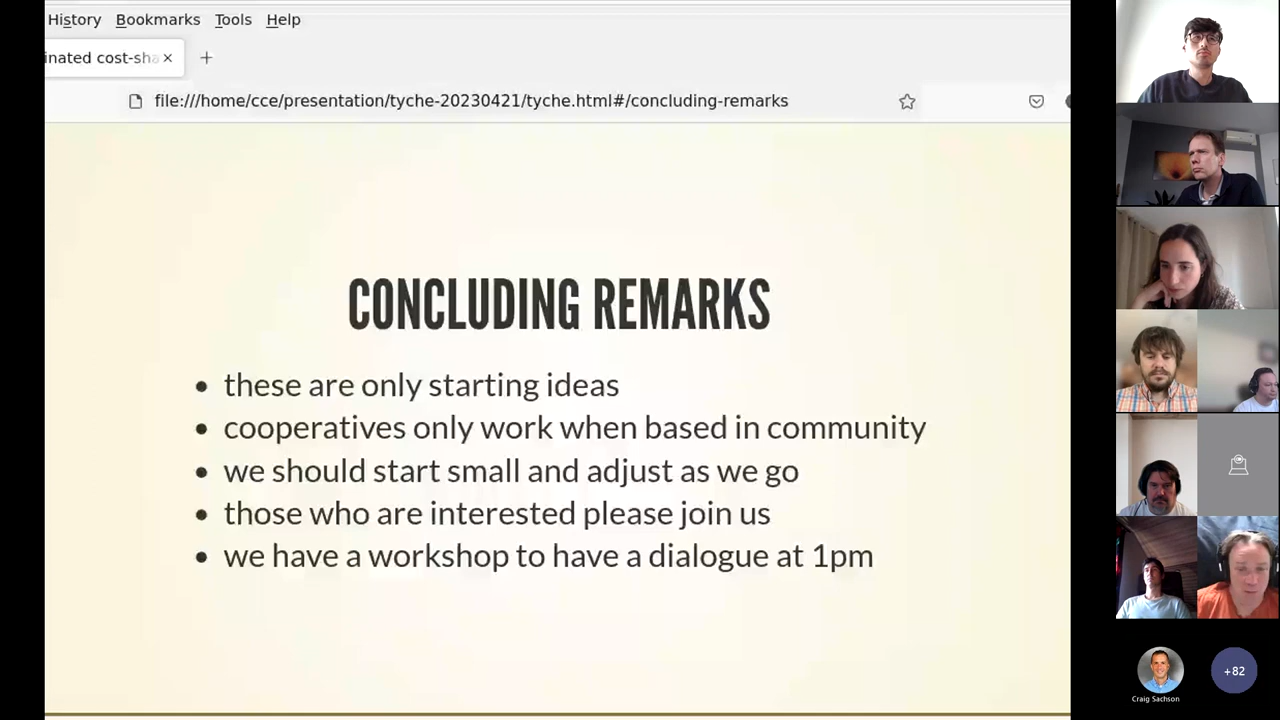 History Bookmarks Tools Help
inated cost-sha
file:///home/cce/presentation/tyche-20230421/tyche.html#/concluding-remarks
CONCLUDING REMARKS
these are only starting ideas
cooperatives only work when based in community
we should start small and adjust as we go
those who are interested please join us
we have a workshop to have a dialogue at 1pm
Craig Sachson
+82